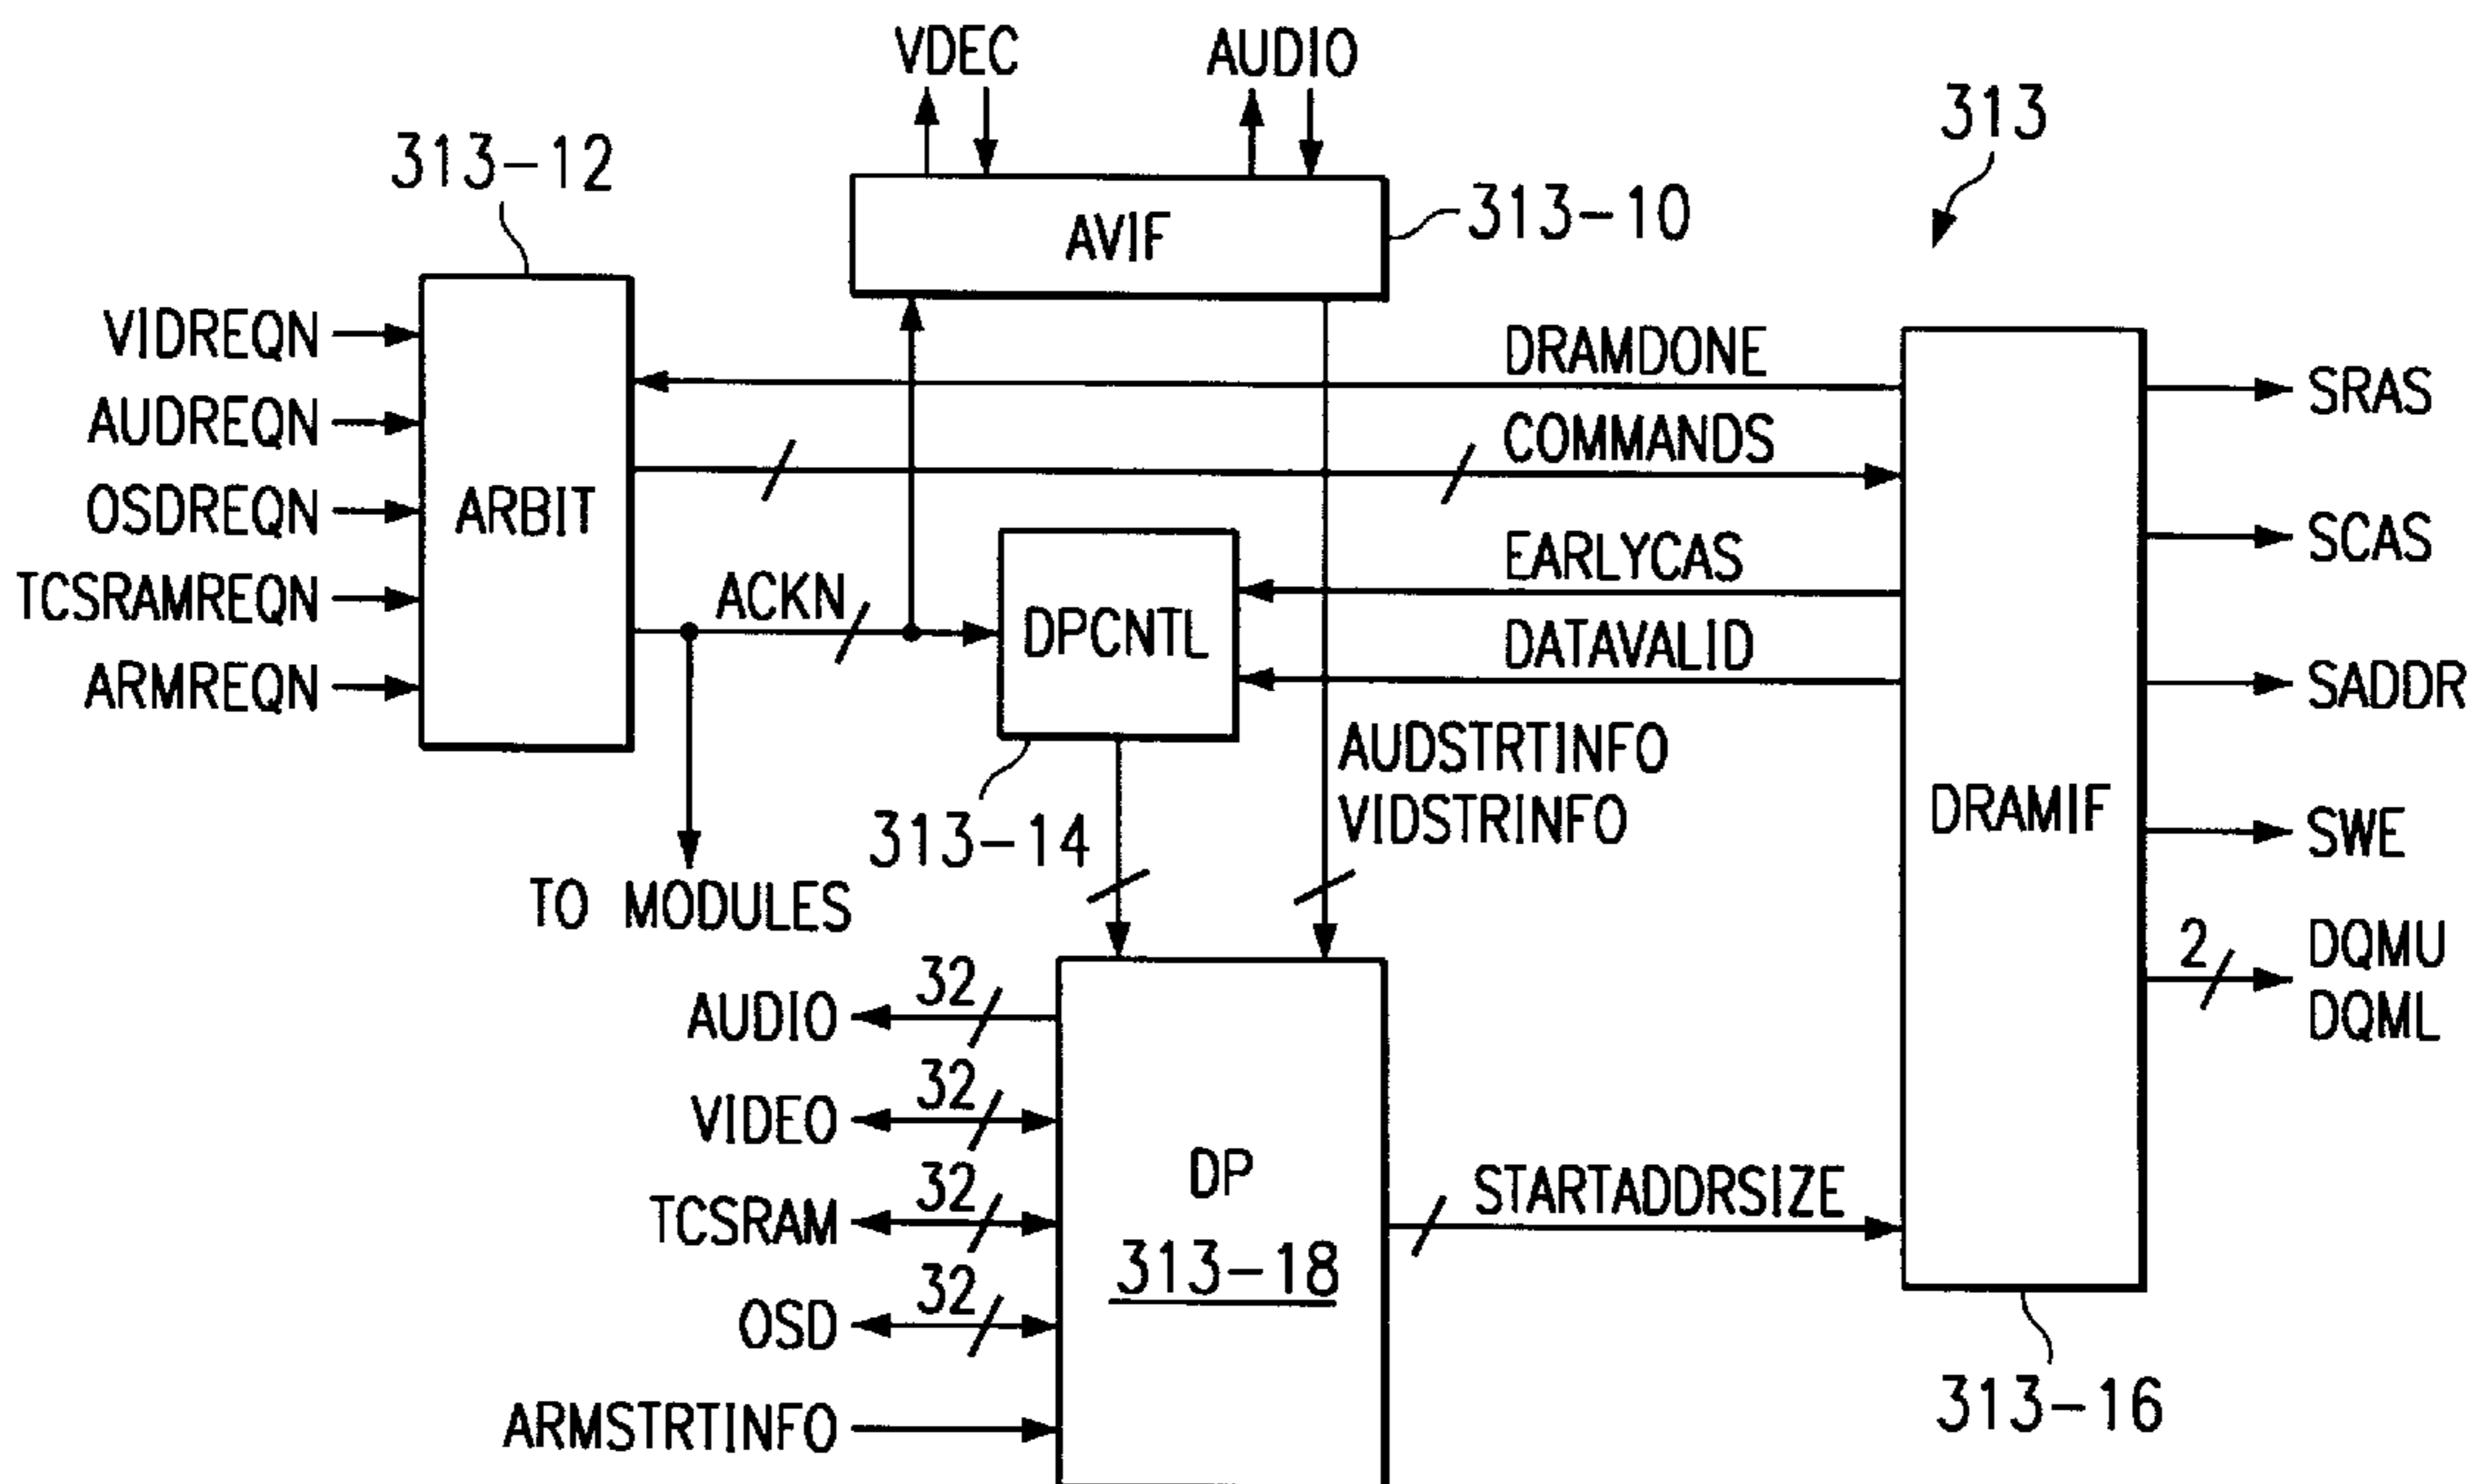 VDEC
AUDIO
313
313-12
AVIF
313-10
VIDREQN
AUDREQN
OSDREQN
TCSRAMREQN
ARMREQN
ARBIT
DRAMDONE
COMMANDS
EARLYCAS
DATAVALID
ACKN
DPCNTL
SRAS
SCAS
SADDR
SWE
2
DQMU
DQML
DRAMIF
AUDSTRTINFO
VIDSTRINFO
313-14
TO MODULES
AUDIO
32
VIDEO
32
TCSRAM
32
OSD
32
ARMSTRTINFO
DP
313-18
STARTADDRSIZE
313-16